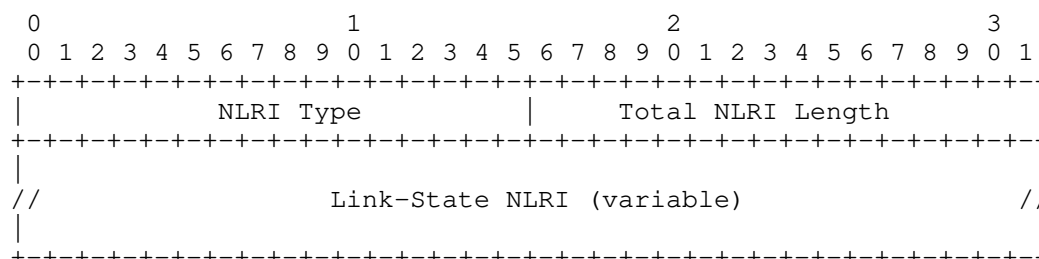 0                   1                   2                   3
 0 1 2 3 4 5 6 7 8 9 0 1 2 3 4 5 6 7 8 9 0 1 2 3 4 5 6 7 8 9 0 1
+-+-+-+-+-+-+-+-+-+-+-+-+-+-+-+-+-+-+-+-+-+-+-+-+-+-+-+-+-+-+-+-+
|            NLRI Type          |     Total NLRI Length
+-+-+-+-+-+-+-+-+-+-+-+-+-+-+-+-+-+-+-+-+-+-+-+-+-+-+-+-+-+-+-+-+
|
//                  Link-State NLRI (variable)                 //
|
+-+-+-+-+-+-+-+-+-+-+-+-+-+-+-+-+-+-+-+-+-+-+-+-+-+-+-+-+-+-+-+-+